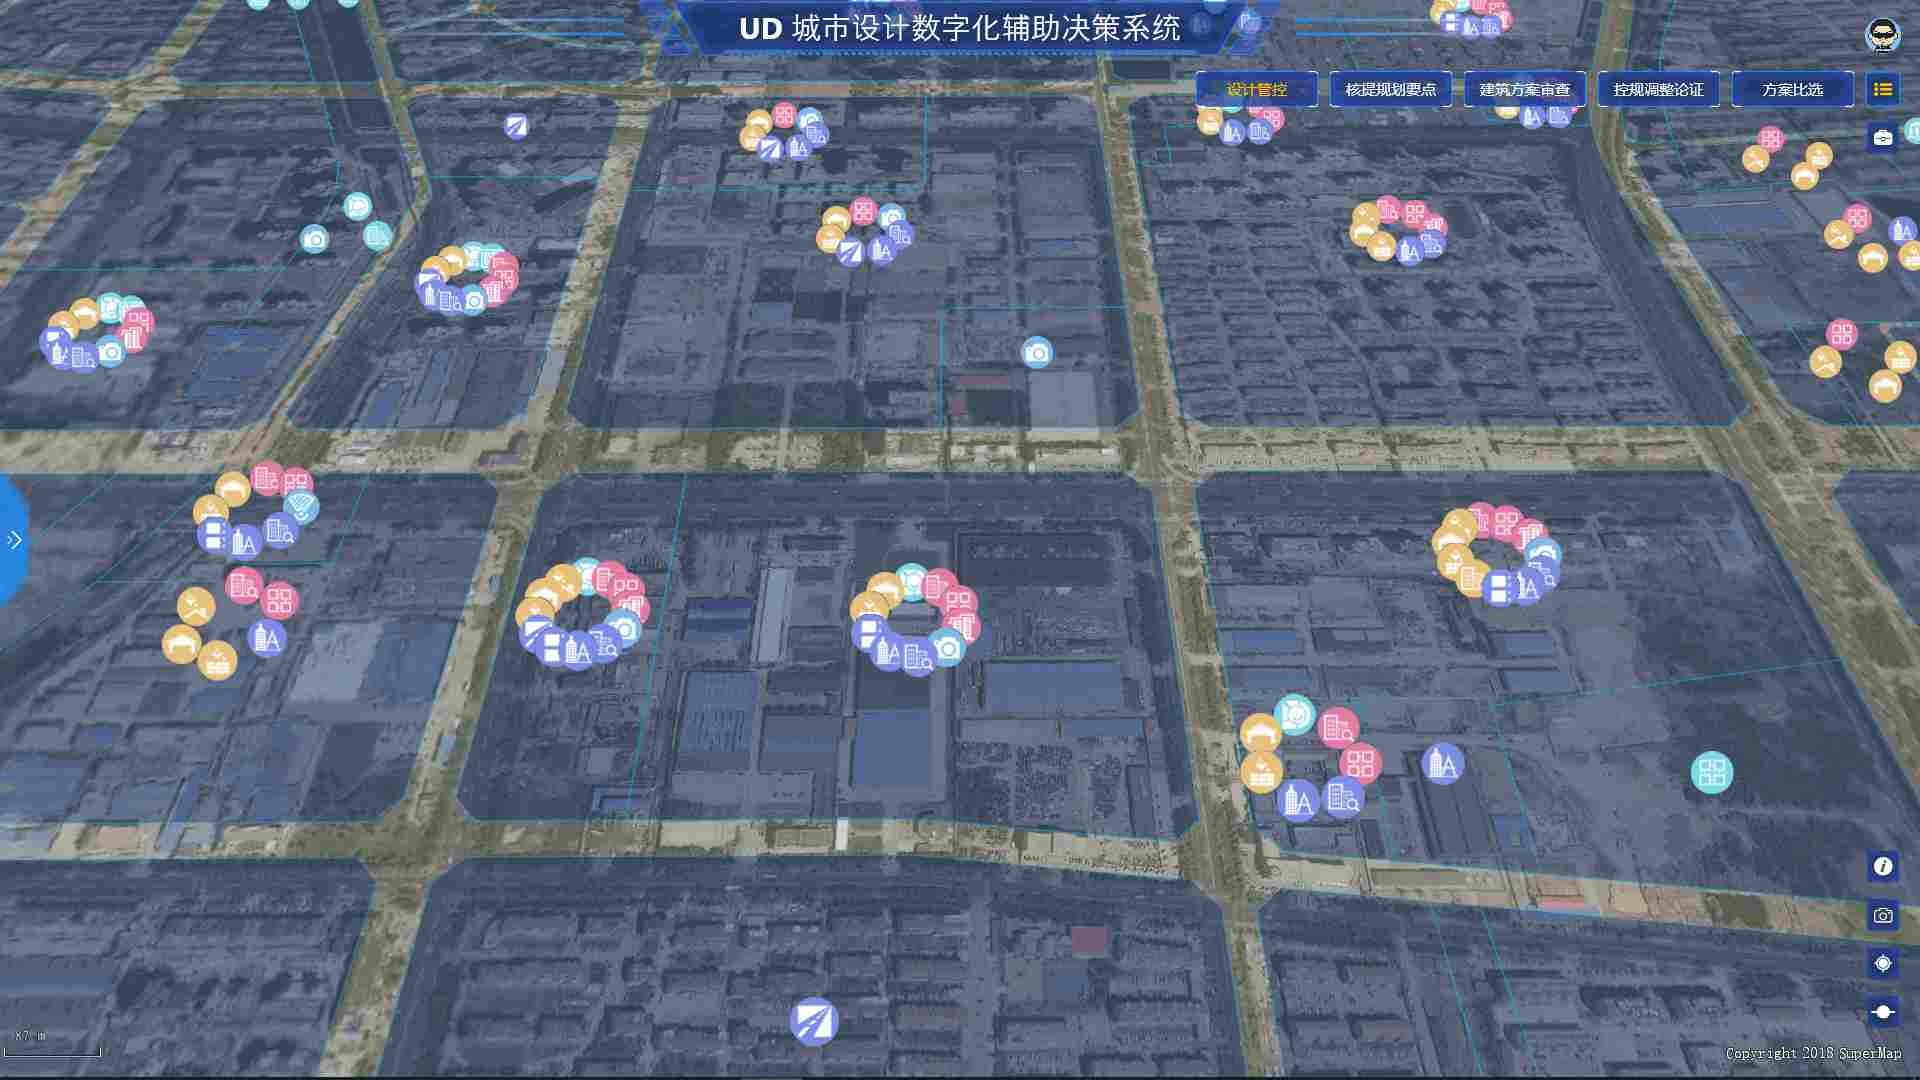 UD 城市设计数字化辅助决策系统
设计管控
核提规划要点
建筑方案审查
控规调整论证
方案比选
87 m
Copyright 2018 SuperMap